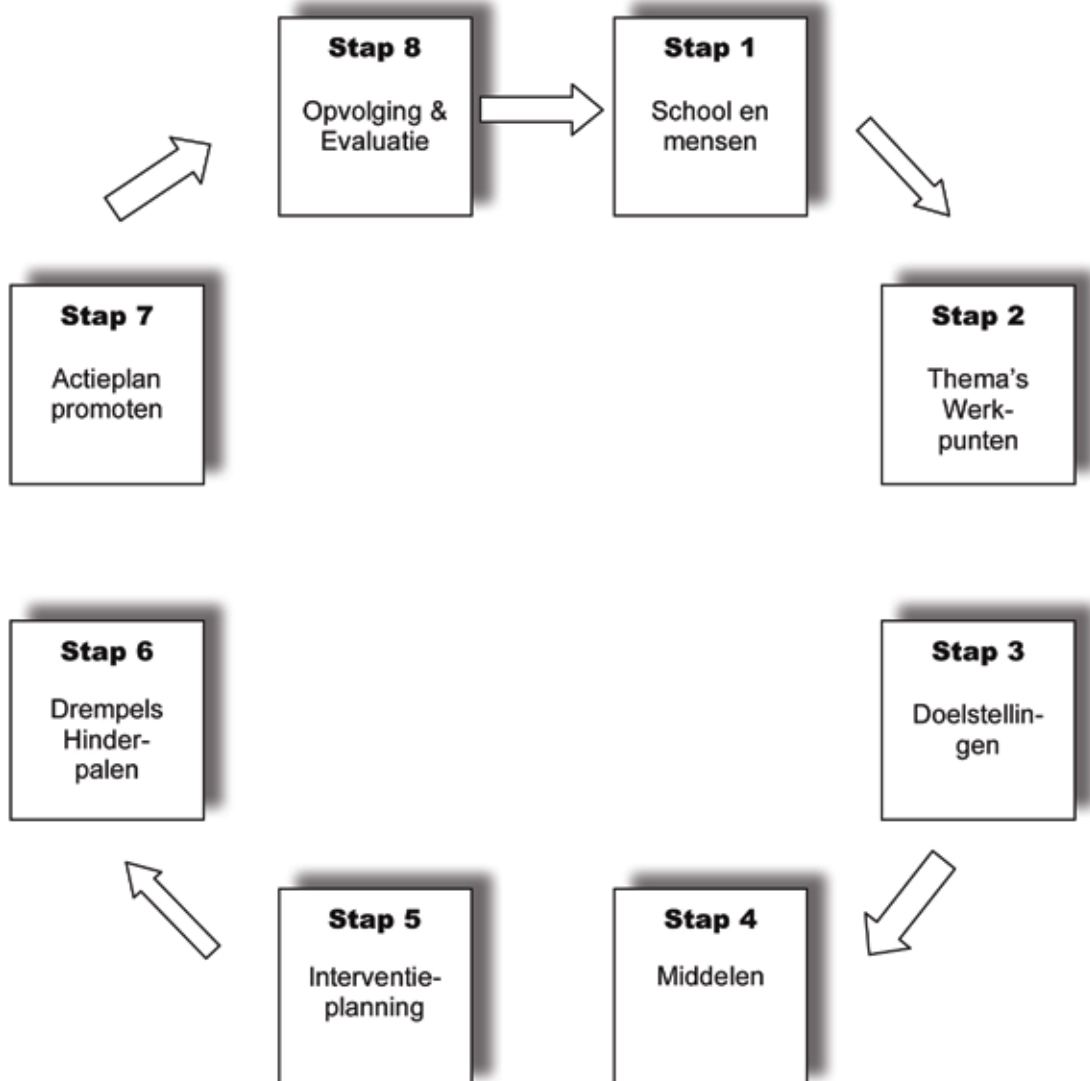 Stap 8
Opvolging &
Evaluatie
Stap 1
School en
mensen
Stap 2
Thema's
Werk-
punten
Stap 3
Doelstellin-
gen
Stap 4
Middelen
Stap 5
Interventie-
planning
Stap 6
Drempels
Hinder-
palen
Stap 7
Actieplan
promoten